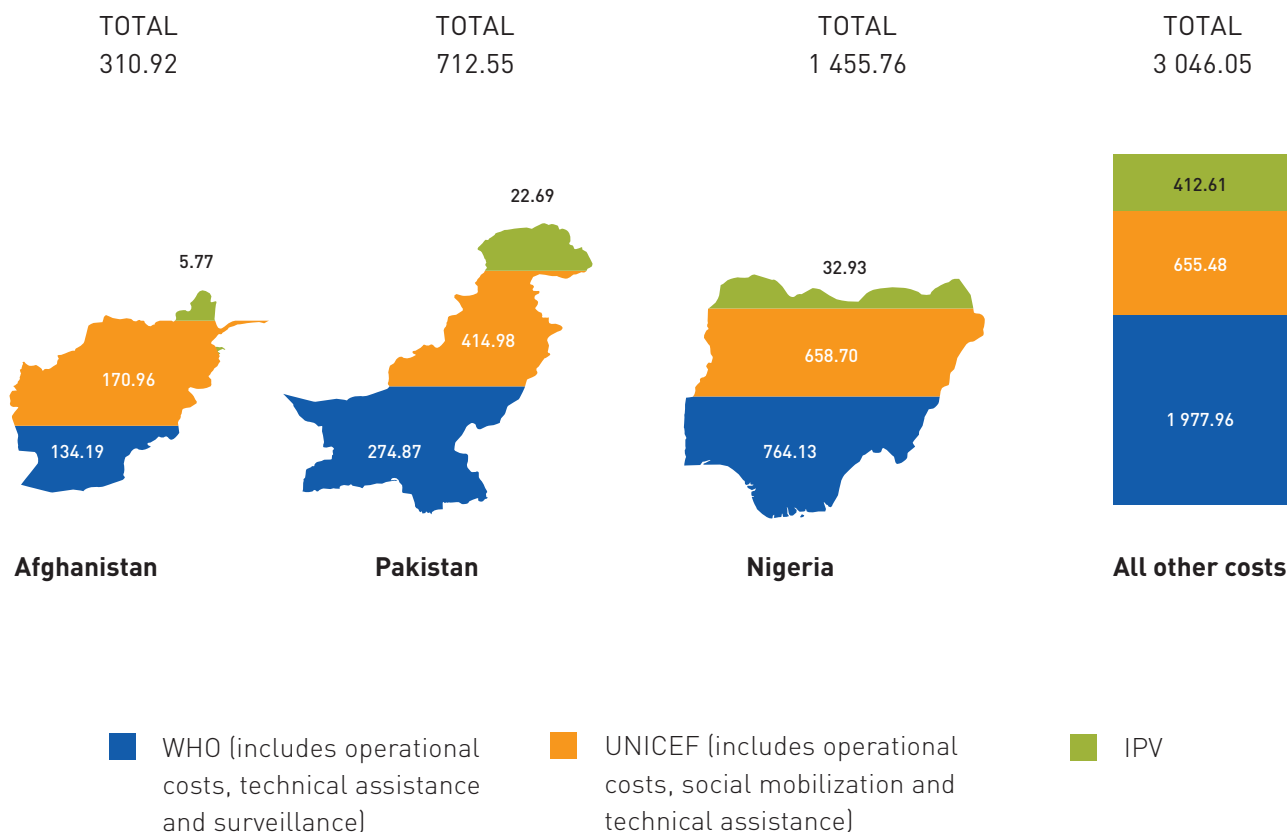 TOTAL
310.92
TOTAL
712.55
TOTAL
1 455.76
TOTAL
3 046.05
5.77
170.96
134.19
22.69
414.98
274.87
32.93
658.70
764.13
412.61
655.48
1 977.96
Afghanistan
Pakistan
Nigeria
All other costs
WHO (includes operational
costs, technical assistance
and surveillance)
UNICEF (includes operational
costs, social mobilization and
technical assistance)
IPV